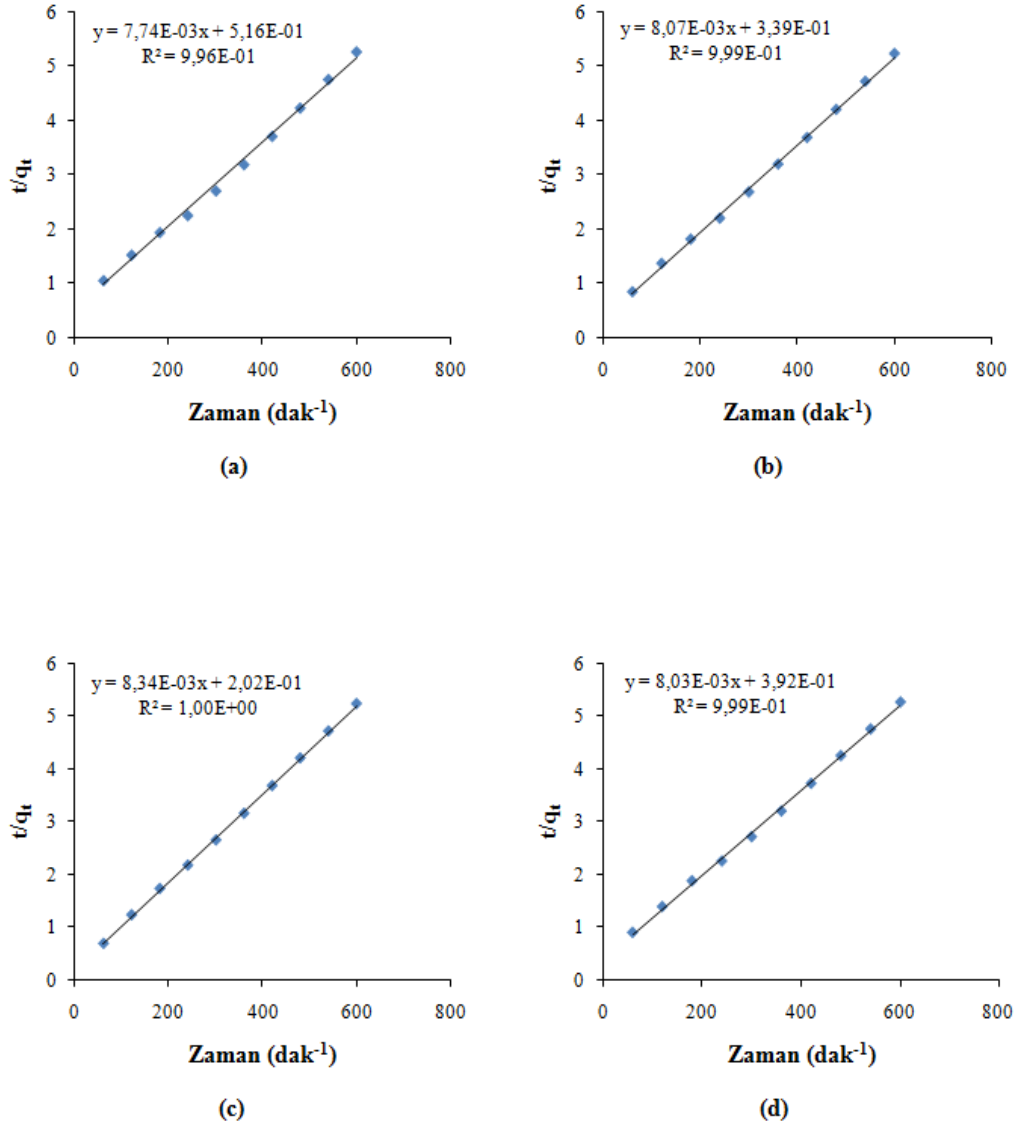 y = 7,74E-03x + 5,16E-01
R² = 9,96E-01
6
5
4
3
2
1
0
t/qₜ
0 200 400 600 800
Zaman (dak⁻¹)
(a)
y = 8,07E-03x + 3,39E-01
R² = 9,99E-01
6
5
4
3
2
1
0
t/qₜ
0 200 400 600 800
Zaman (dak⁻¹)
(b)
y = 8,34E-03x + 2,02E-01
R² = 1,00E+00
6
5
4
3
2
1
0
t/qₜ
0 200 400 600 800
Zaman (dak⁻¹)
(c)
y = 8,03E-03x + 3,92E-01
R² = 9,99E-01
6
5
4
3
2
1
0
t/qₜ
0 200 400 600 800
Zaman (dak⁻¹)
(d)